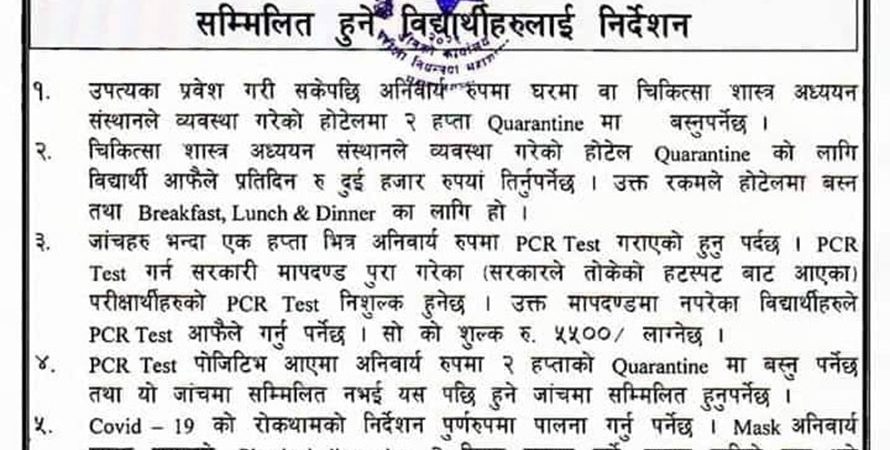 सम्मिलित हुने विद्यार्थीहरुलाई निर्देशन
१. उपत्यका प्रवेश गरी सकेपछि अनिवार्य रुपमा घरमा वा चिकित्सा शास्त्र अध्ययन
संस्थानले व्यवस्था गरेको होटेलमा २ हप्ता Quarantine मा बस्नुपर्नेछ ।
२. चिकित्सा शास्त्र अध्ययन संस्थानले व्यवस्था गरेको होटेल Quarantine को लागि
विद्यार्थी आफैले प्रतिदिन रु दुई हजार रुपयां तिर्नुपर्नेछ । उक्त रकमले होटेलमा बस्न
तथा Breakfast, Lunch & Dinner का लागि हो ।
३. जांचहरु भन्दा एक हप्ता भित्र अनिवार्य रुपमा PCR Test गराएको हुनु पर्दछ । PCR
Test गर्न सरकारी मापदण्ड पुरा गरेका (सरकारले तोकेको हटस्पट बाट आएका)
परीक्षार्थीहरुको PCR Test निशुल्क हुनेछ । उक्त मापदण्डमा नपरेका विद्यार्थीहरुले
PCR Test आफैले गर्नु पर्नेछ । सो को शुल्क रु. ५५००/ लाग्नेछ ।
४. PCR Test पोजिटिभ आएमा अनिवार्य रुपमा २ हप्ताको Quarantine मा बस्नु पर्नेछ
तथा यो जांचमा सम्मिलित नभई यस पछि हुने जांचमा सम्मिलित हुनुपर्नेछ ।
५. Covid – 19 को रोकथामको निर्देशन पुर्णरुपमा पालना गर्नु पर्नेछ । Mask अनिवार्य